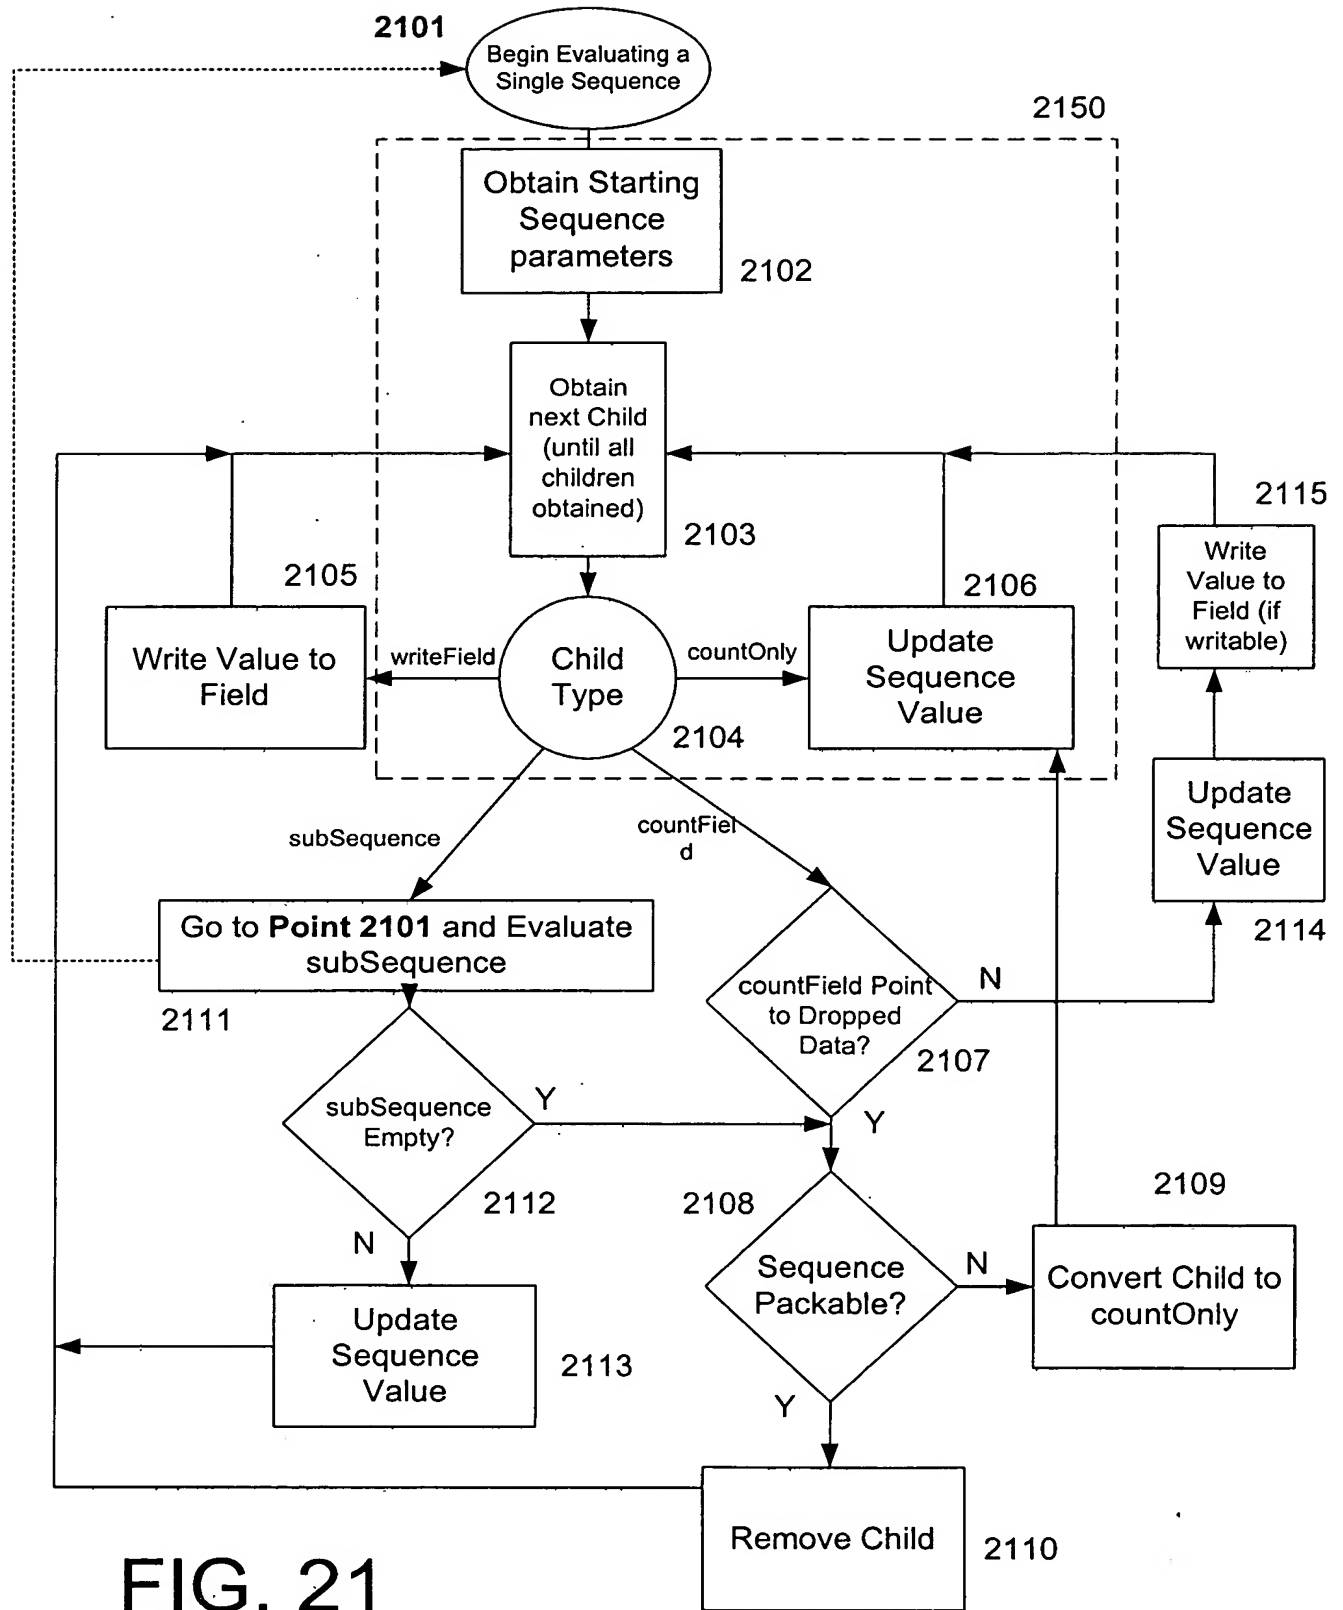 2101
Begin Evaluating a
Single Sequence
2150
Obtain Starting
Sequence
parameters
2102
Obtain
next Child
(until all
children
obtained)
2103
2115
Write
Value to
Field (if
writable)
2105
Write Value to
Field
writeField
Child
Type
countOnly
2104
2106
Update
Sequence
Value
Update
Sequence
Value
2114
subSequence
countFiel
d
Go to Point 2101 and Evaluate
subSequence
2111
countField Point
to Dropped
Data?
N
2107
Y
subSequence
Empty?
Y
2112
N
2108
Sequence
Packable?
N
2109
Convert Child to
countOnly
Update
Sequence
Value
2113
Y
Remove Child
2110
FIG. 21